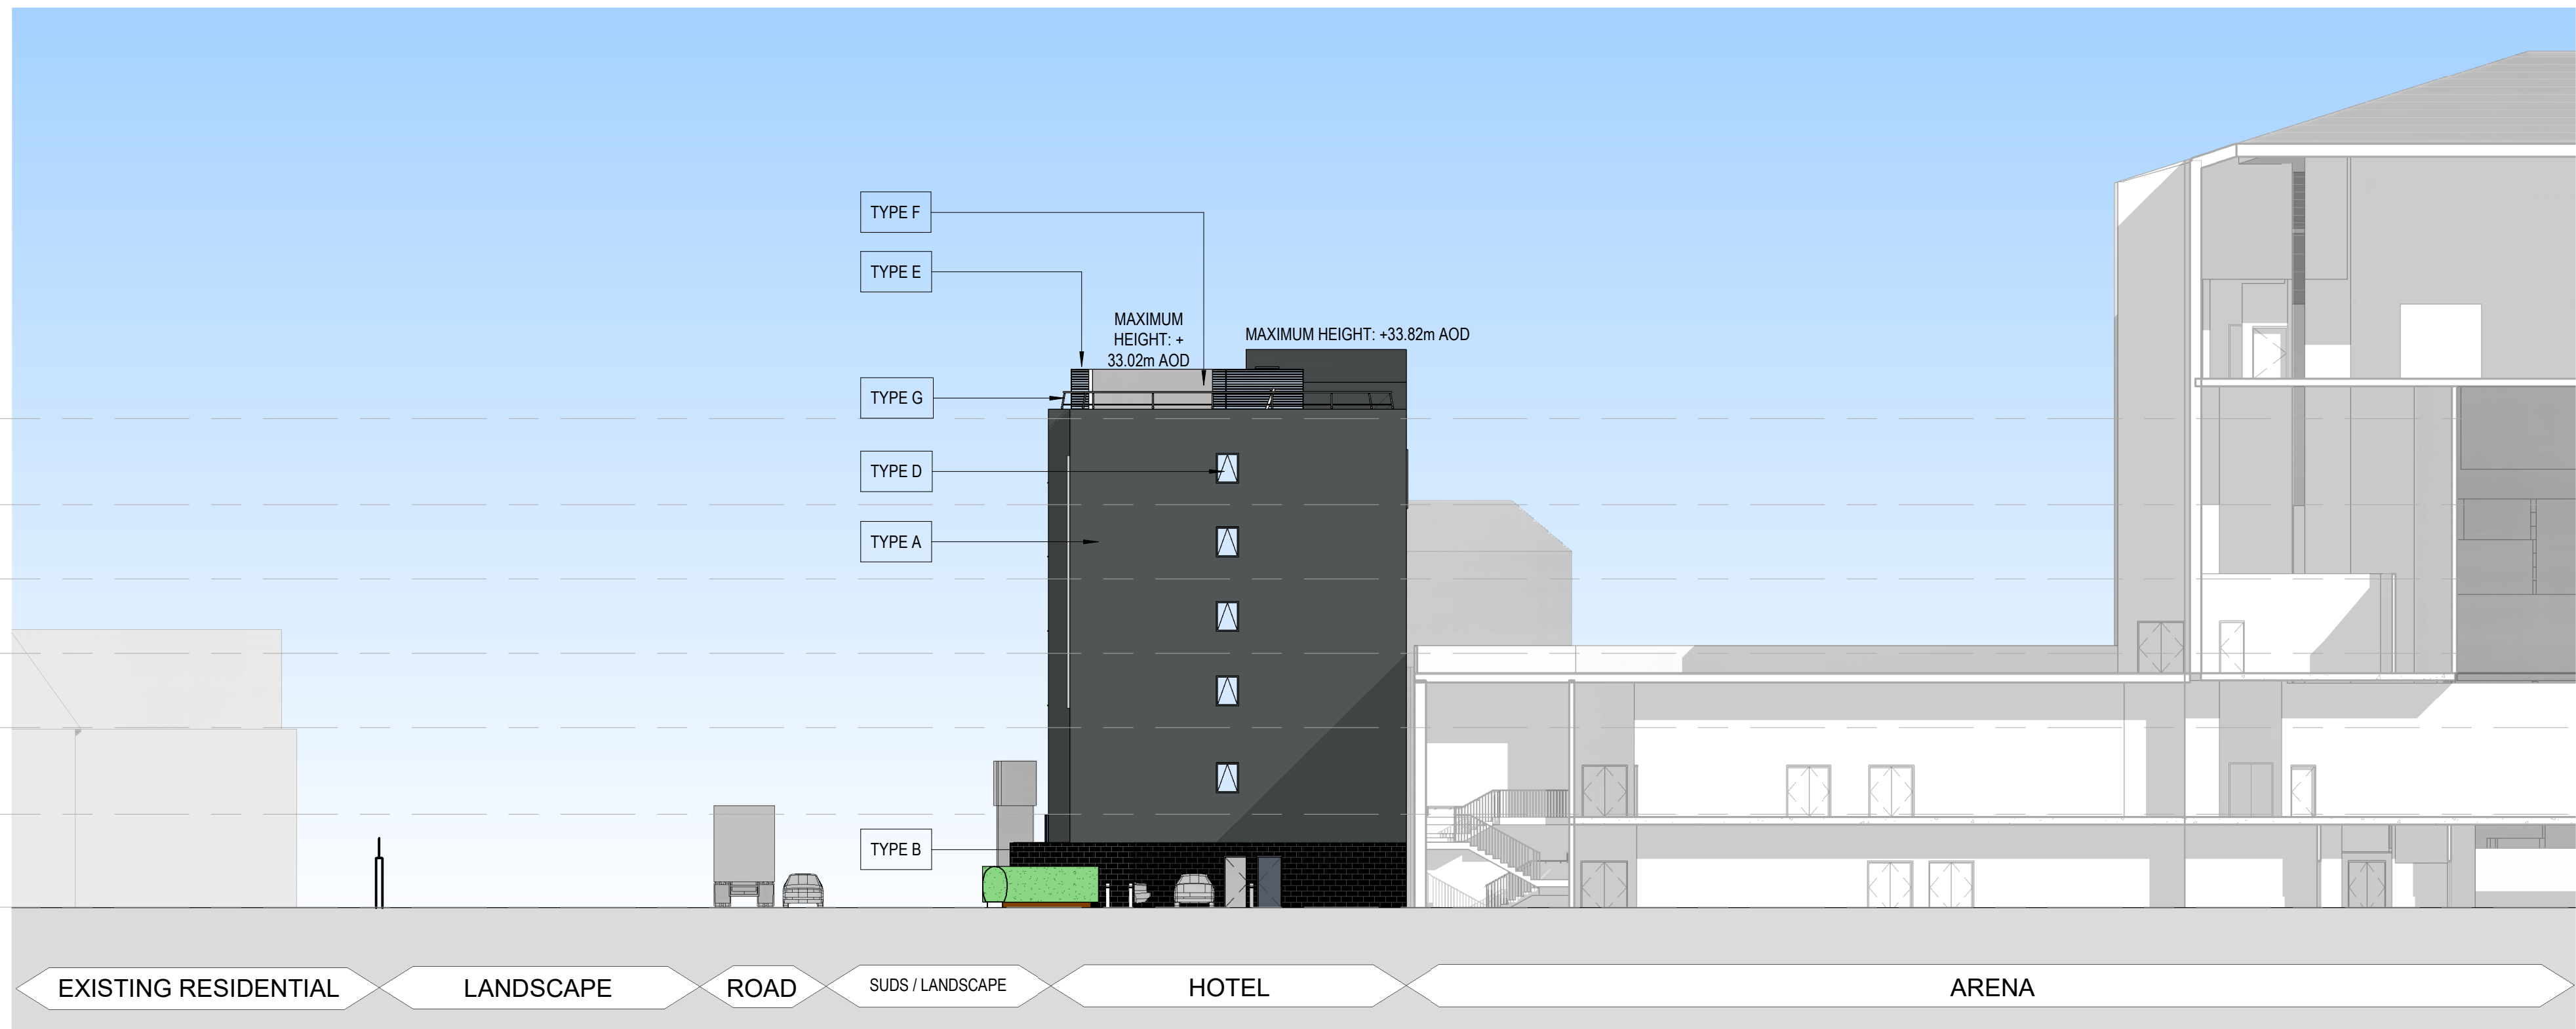 TYPE F
TYPE E
MAXIMUM
HEIGHT: +
33.02m AOD
MAXIMUM HEIGHT: +33.82m AOD
TYPE G
TYPE D
TYPE A
TYPE B
EXISTING RESIDENTIAL
LANDSCAPE
ROAD
SUDS / LANDSCAPE
HOTEL
ARENA